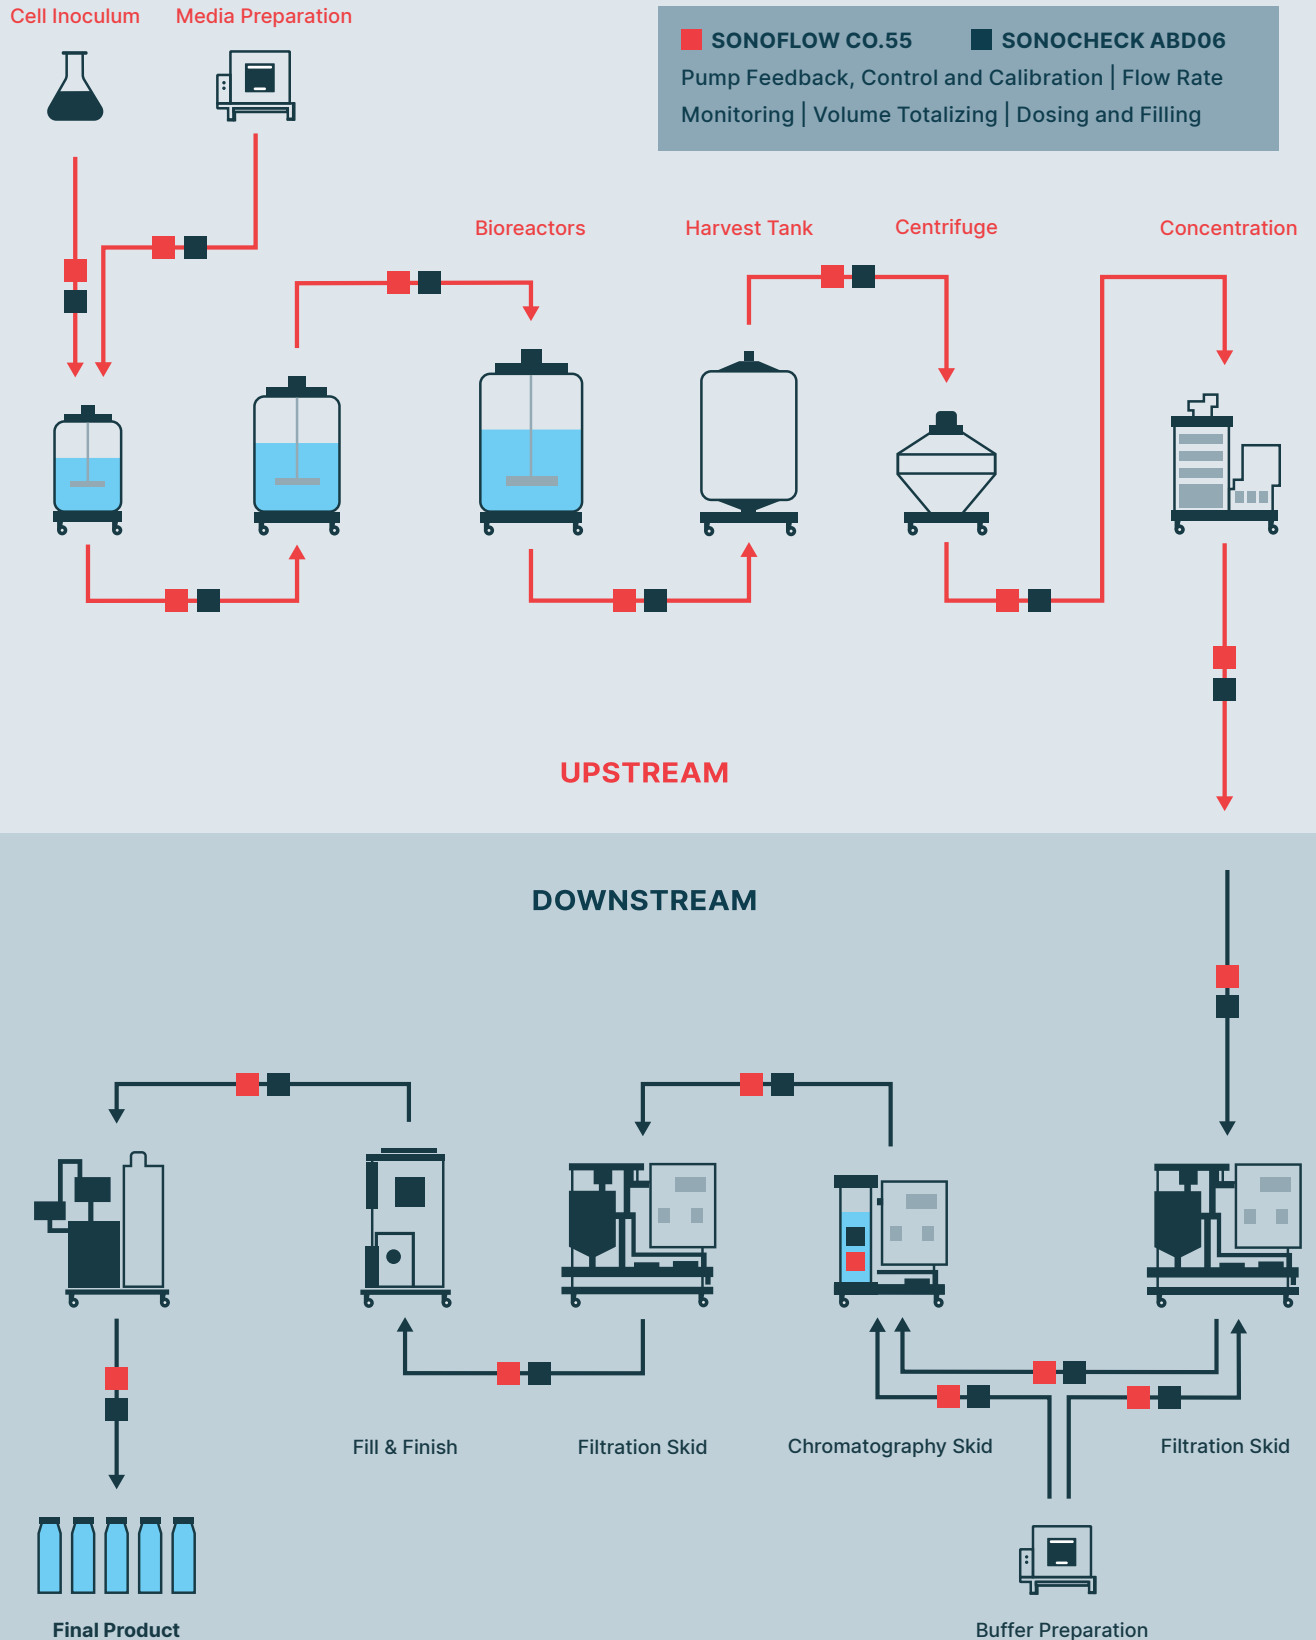 Cell Inoculum
Media Preparation
SONOFLOW CO.55
SONOCHECK ABD06
Pump Feedback, Control and Calibration | Flow Rate
Monitoring | Volume Totalizing | Dosing and Filling
Bioreactors
Harvest Tank
Centrifuge
Concentration
UPSTREAM
DOWNSTREAM
Fill & Finish
Filtration Skid
Chromatography Skid
Filtration Skid
Final Product
Buffer Preparation